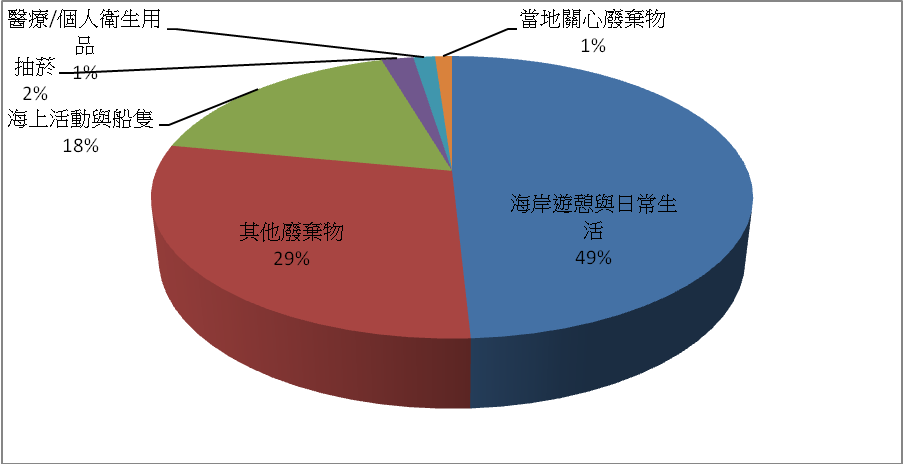 醫療/個人衛生用
品
1%
當地關心廢棄物
1%
抽菸
2%
海上活動與船隻
18%
海岸遊憩與日常生
活
49%
其他廢棄物
29%